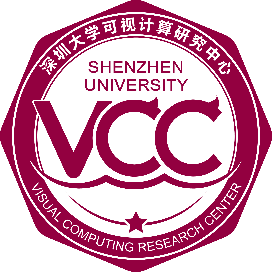 深圳大学可视计算研究中心
SHENZHEN
UNIVERSITY
VCC
VISUAL COMPUTING RESEARCH CENTER